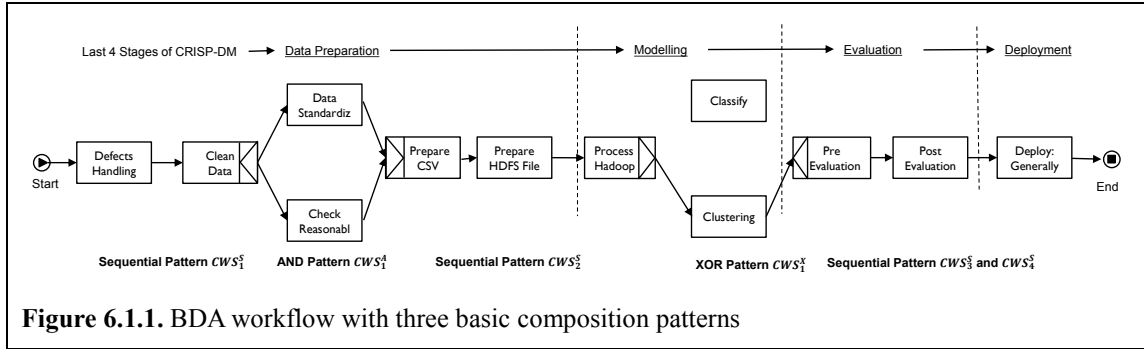 Last 4 Stages of CRISP-DM Data Preparation Modelling Evaluation Deployment
Data
Standardiz
Classify
Start
Defects
Handling
Clean
Data
Prepare
CSV
Prepare
HDFS File
Process
Hadoop
Pre
Evaluation
Post
Evaluation
Deploy:
Generally
End
Check
Reasonabl
Clustering
Sequential Pattern CWS₁ˢ AND Pattern CWS₁ᴬ Sequential Pattern CWS₂ˢ XOR Pattern CWS₁ˣ Sequential Pattern CWS₃ˢ and CWS₄ˢ
Figure 6.1.1. BDA workflow with three basic composition patterns